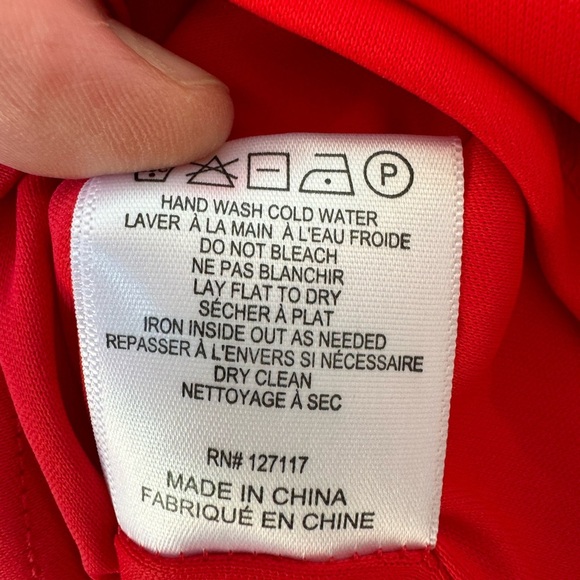 P
HAND WASH COLD WATER
LAVER À LA MAIN À L'EAU FROIDE
DO NOT BLEACH
NE PAS BLANCHIR
LAY FLAT TO DRY
SÉCHER À PLAT
IRON INSIDE OUT AS NEEDED
REPASSER À L'ENVERS SI NÉCESSAIRE
DRY CLEAN
NETTOYAGE À SEC
RN# 127117
MADE IN CHINA
FABRIQUÉ EN CHINE